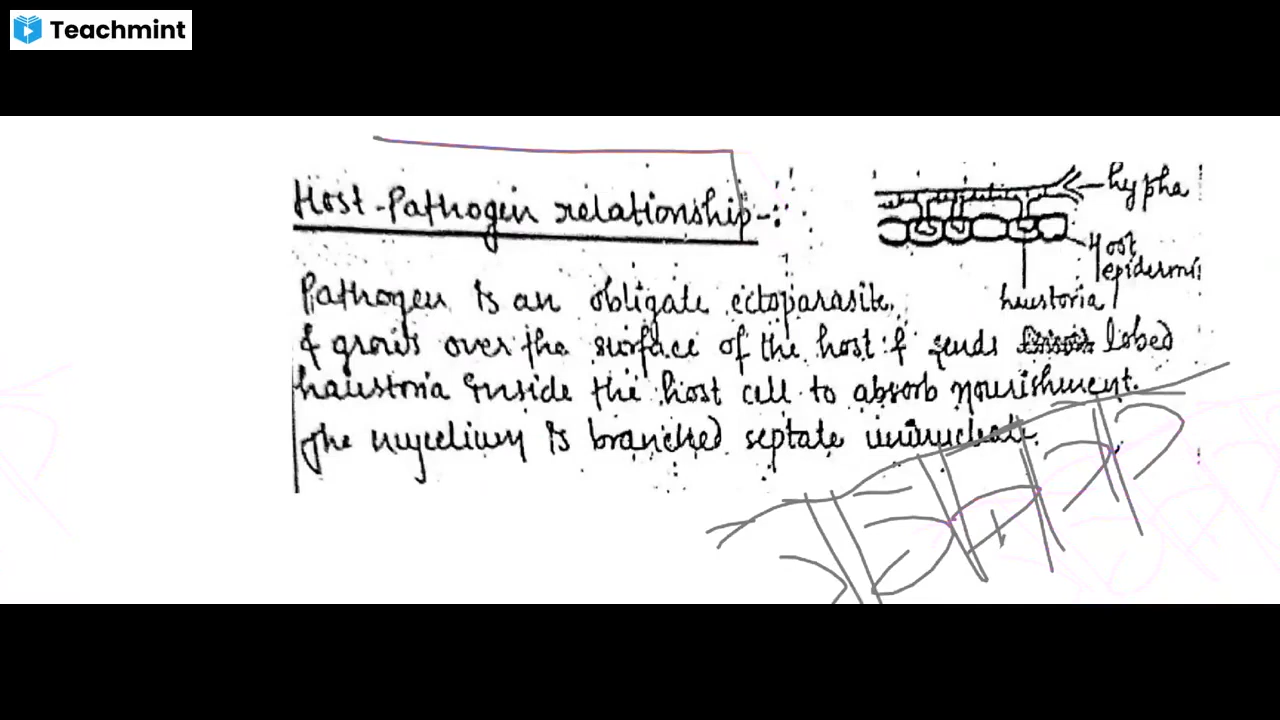 Teachmint
Host-Pathogen relationship-:
hypha
Host
epidermis
haustoria
Pathogen is an obligate ectoparasite.
& grows over the surface of the host & sends lobed
haustoria inside the host cell to absorb nourishment.
The mycelium is branched septate uninucleate.